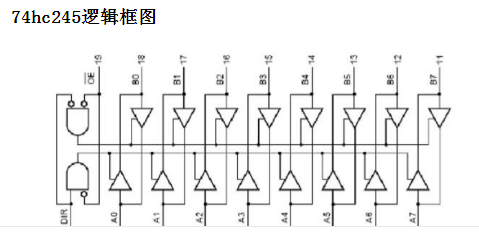 74hc245逻辑框图
19 18 17 16 15 14 13 12 11
OE B0 B1 B2 B3 B4 B5 B6 B7
DIR A0 A1 A2 A3 A4 A5 A6 A7